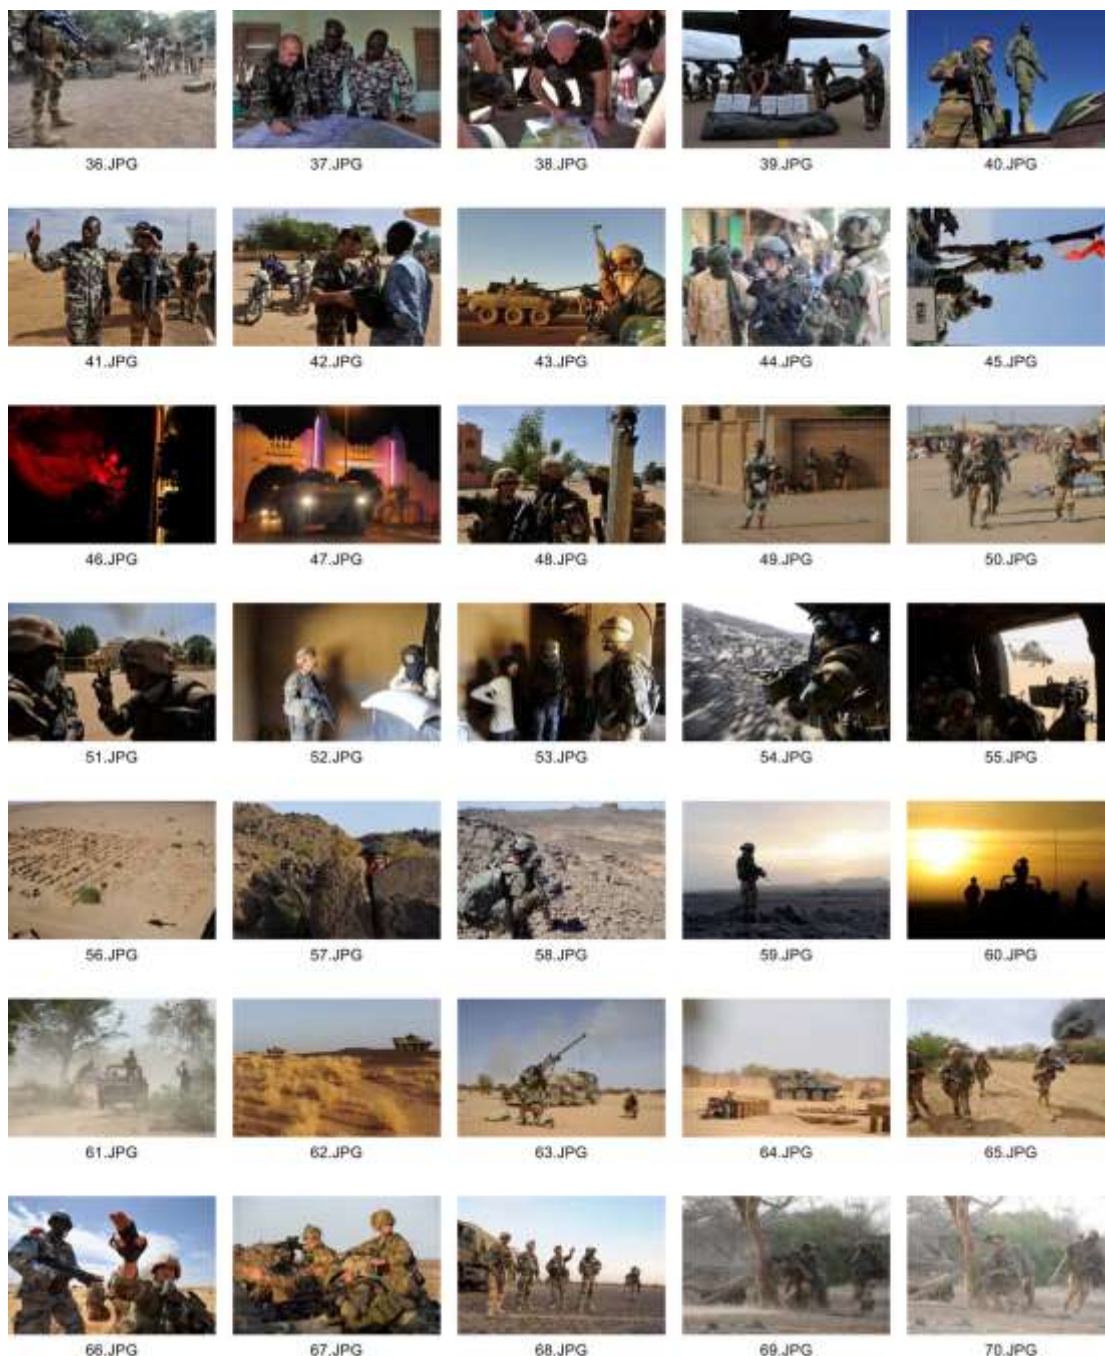 36.JPG 37.JPG 38.JPG 39.JPG 40.JPG
41.JPG 42.JPG 43.JPG 44.JPG 45.JPG
46.JPG 47.JPG 48.JPG 49.JPG 50.JPG
51.JPG 52.JPG 53.JPG 54.JPG 55.JPG
56.JPG 57.JPG 58.JPG 59.JPG 60.JPG
61.JPG 62.JPG 63.JPG 64.JPG 65.JPG
66.JPG 67.JPG 68.JPG 69.JPG 70.JPG